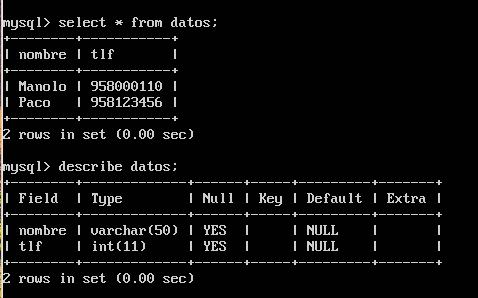 mysql> select * from datos;
+--------+-----------+
| nombre | tlf       |
+--------+-----------+
| Manolo | 958000110 |
| Paco   | 958123456 |
+--------+-----------+
2 rows in set (0.00 sec)
mysql> describe datos;
+--------+-------------+------+-----+---------+-------+
| Field  | Type        | Null | Key | Default | Extra |
+--------+-------------+------+-----+---------+-------+
| nombre | varchar(50) | YES  |     | NULL    |       |
| tlf    | int(11)     | YES  |     | NULL    |       |
+--------+-------------+------+-----+---------+-------+
2 rows in set (0.00 sec)